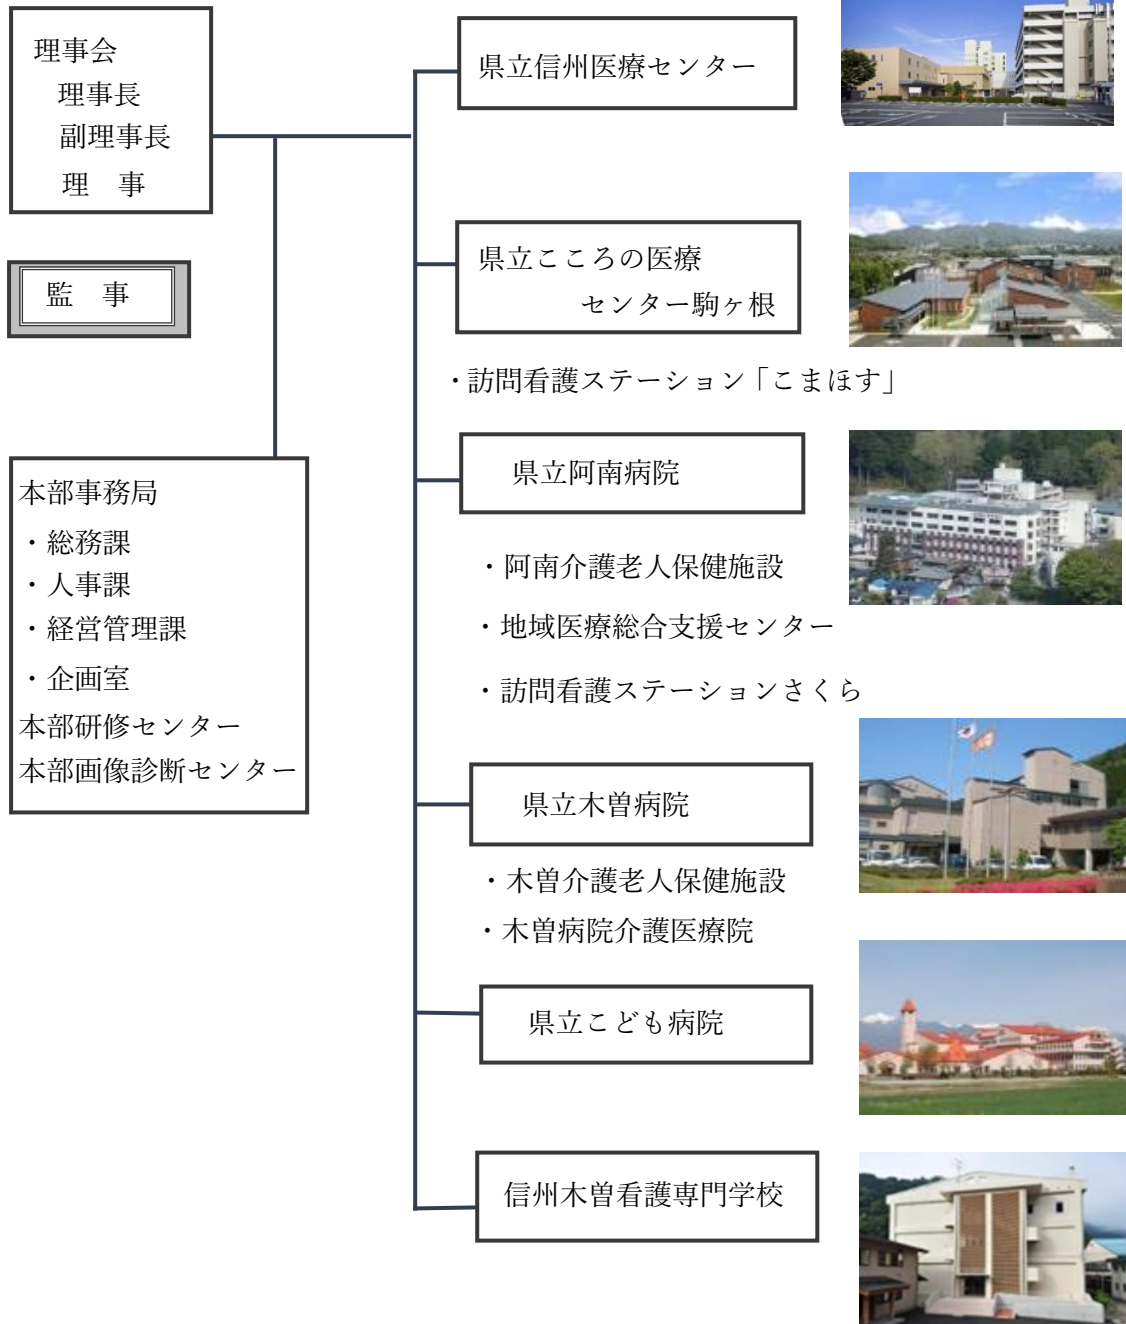 理事会
理事長
副理事長
理　事
監　事
本部事務局
・総務課
・人事課
・経営管理課
・企画室
本部研修センター
本部画像診断センター
県立信州医療センター
県立こころの医療
センター駒ヶ根
・訪問看護ステーション「こまほす」
県立阿南病院
・阿南介護老人保健施設
・地域医療総合支援センター
・訪問看護ステーションさくら
県立木曽病院
・木曽介護老人保健施設
・木曽病院介護医療院
県立こども病院
信州木曽看護専門学校